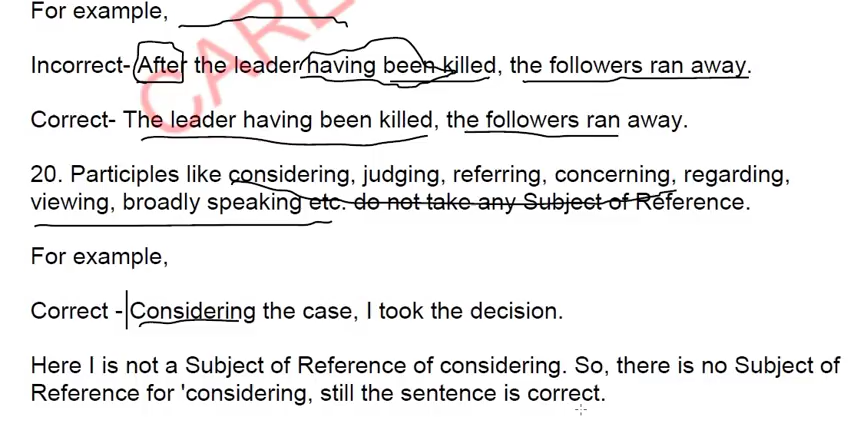 For example,
Incorrect- After the leader having been killed, the followers ran away.
Correct- The leader having been killed, the followers ran away.
20. Participles like considering, judging, referring, concerning, regarding,
viewing, broadly speaking etc. do not take any Subject of Reference.
For example,
Correct - Considering the case, I took the decision.
Here I is not a Subject of Reference of considering. So, there is no Subject of
Reference for 'considering, still the sentence is correct.